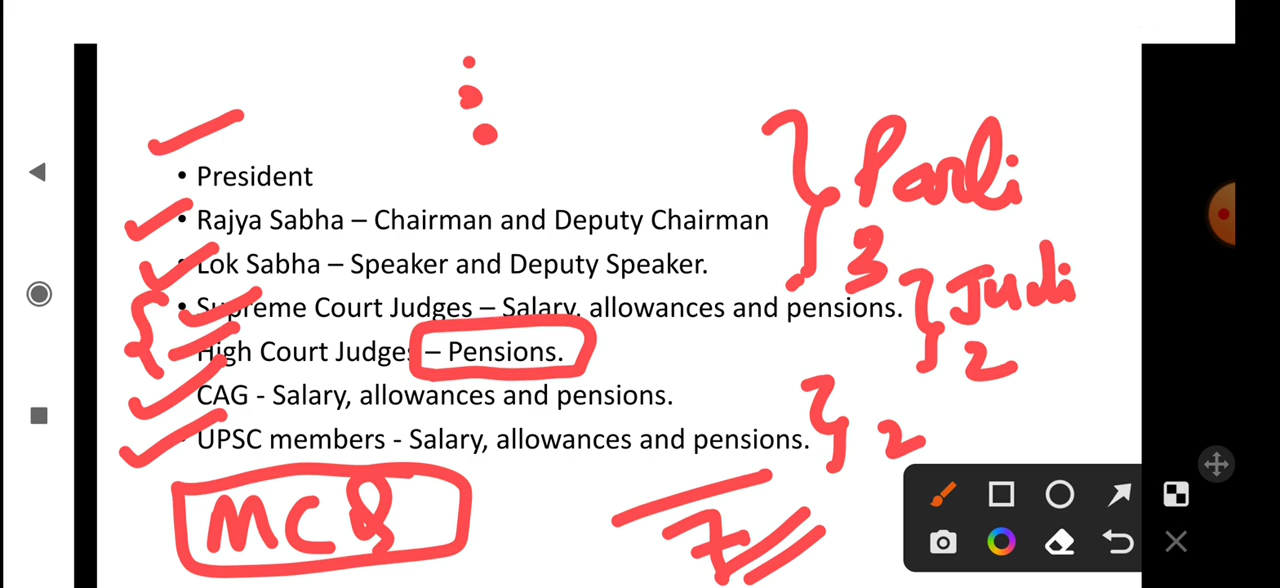 • President
• Rajya Sabha – Chairman and Deputy Chairman
• Lok Sabha – Speaker and Deputy Speaker.
• Supreme Court Judges – Salary, allowances and pensions.
High Court Judges – Pensions.
CAG - Salary, allowances and pensions.
• UPSC members - Salary, allowances and pensions.
Parli
3
Judi
2
2
MCQ
7